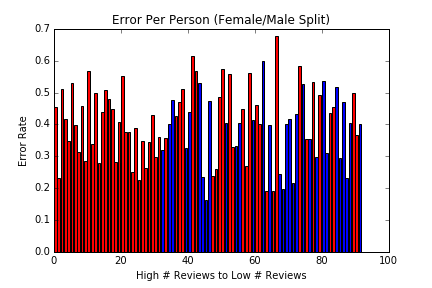 Error Per Person (Female/Male Split)
0.7
0.6
0.5
0.4
0.3
0.2
0.1
0.0
Error Rate
0 20 40 60 80 100
High # Reviews to Low # Reviews